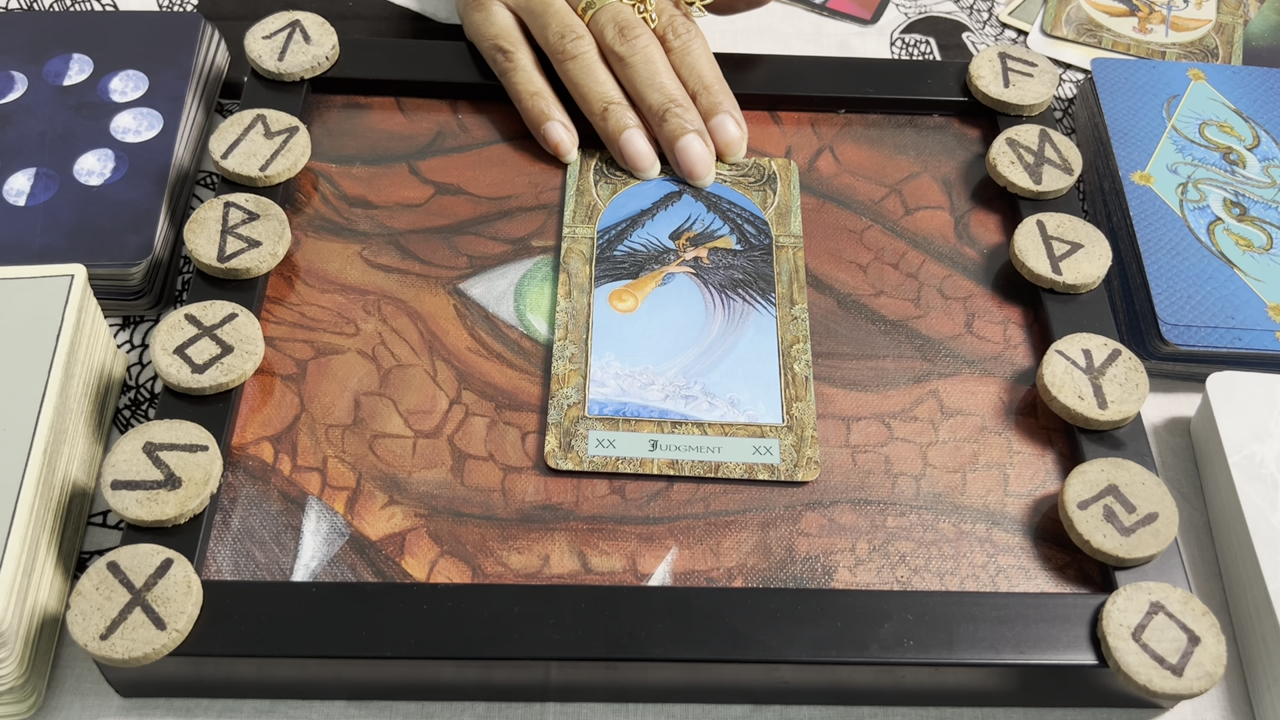 ᛏ
ᛖ
ᛒ
ᛟ
ᛊ
ᚷ
XX JUDGMENT XX
ᚨ
ᛞ
ᚦ
ᛉ
ᛃ
ᛜ